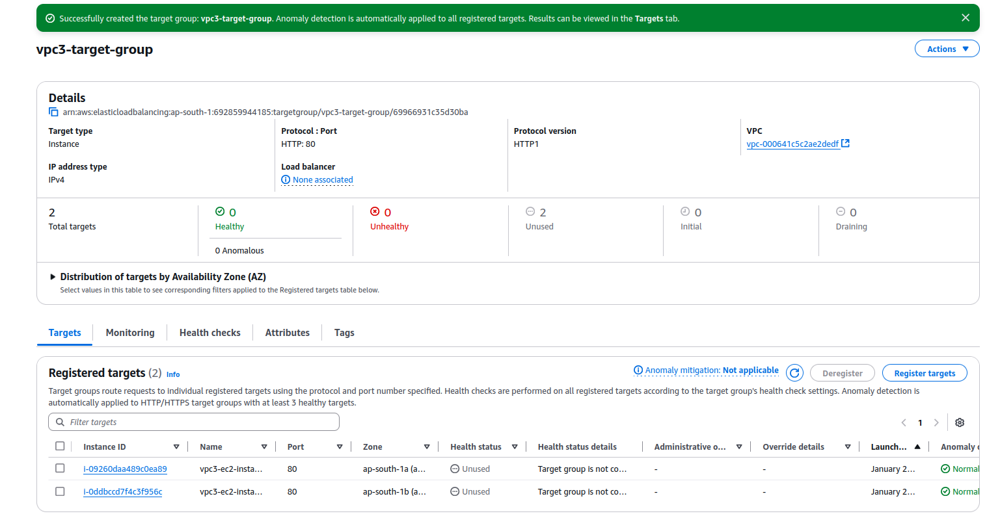 Successfully created the target group: vpc3-target-group. Anomaly detection is automatically applied to all registered targets. Results can be viewed in the Targets tab.
vpc3-target-group
Actions
Details
arn:aws:elasticloadbalancing:ap-south-1:692859944185:targetgroup/vpc3-target-group/69966931c35d30ba
Target type
Instance
Protocol : Port
HTTP: 80
Protocol version
HTTP1
VPC
vpc-000641c5c2ae2dedf
IP address type
IPv4
Load balancer
None associated
2
Total targets
0
Healthy
0 Anomalous
0
Unhealthy
2
Unused
0
Initial
0
Draining
Distribution of targets by Availability Zone (AZ)
Select values in this table to see corresponding filters applied to the Registered targets table below.
Targets Monitoring Health checks Attributes Tags
Registered targets (2) Info
Anomaly mitigation: Not applicable
Deregister
Register targets
Target groups route requests to individual registered targets using the protocol and port number specified. Health checks are performed on all registered targets according to the target group's health check settings. Anomaly detection is
automatically applied to HTTP/HTTPS target groups with at least 3 healthy targets.
Filter targets
1
Instance ID Name Port Zone Health status Health status details Administrative o... Override details Launch... Anomaly
i-09260daa489c0ea89 vpc3-ec2-insta... 80 ap-south-1a (a... Unused Target group is not co... - - January 2... Normal
i-0ddbccd7f4c3f956c vpc3-ec2-insta... 80 ap-south-1b (a... Unused Target group is not co... - - January 2... Normal